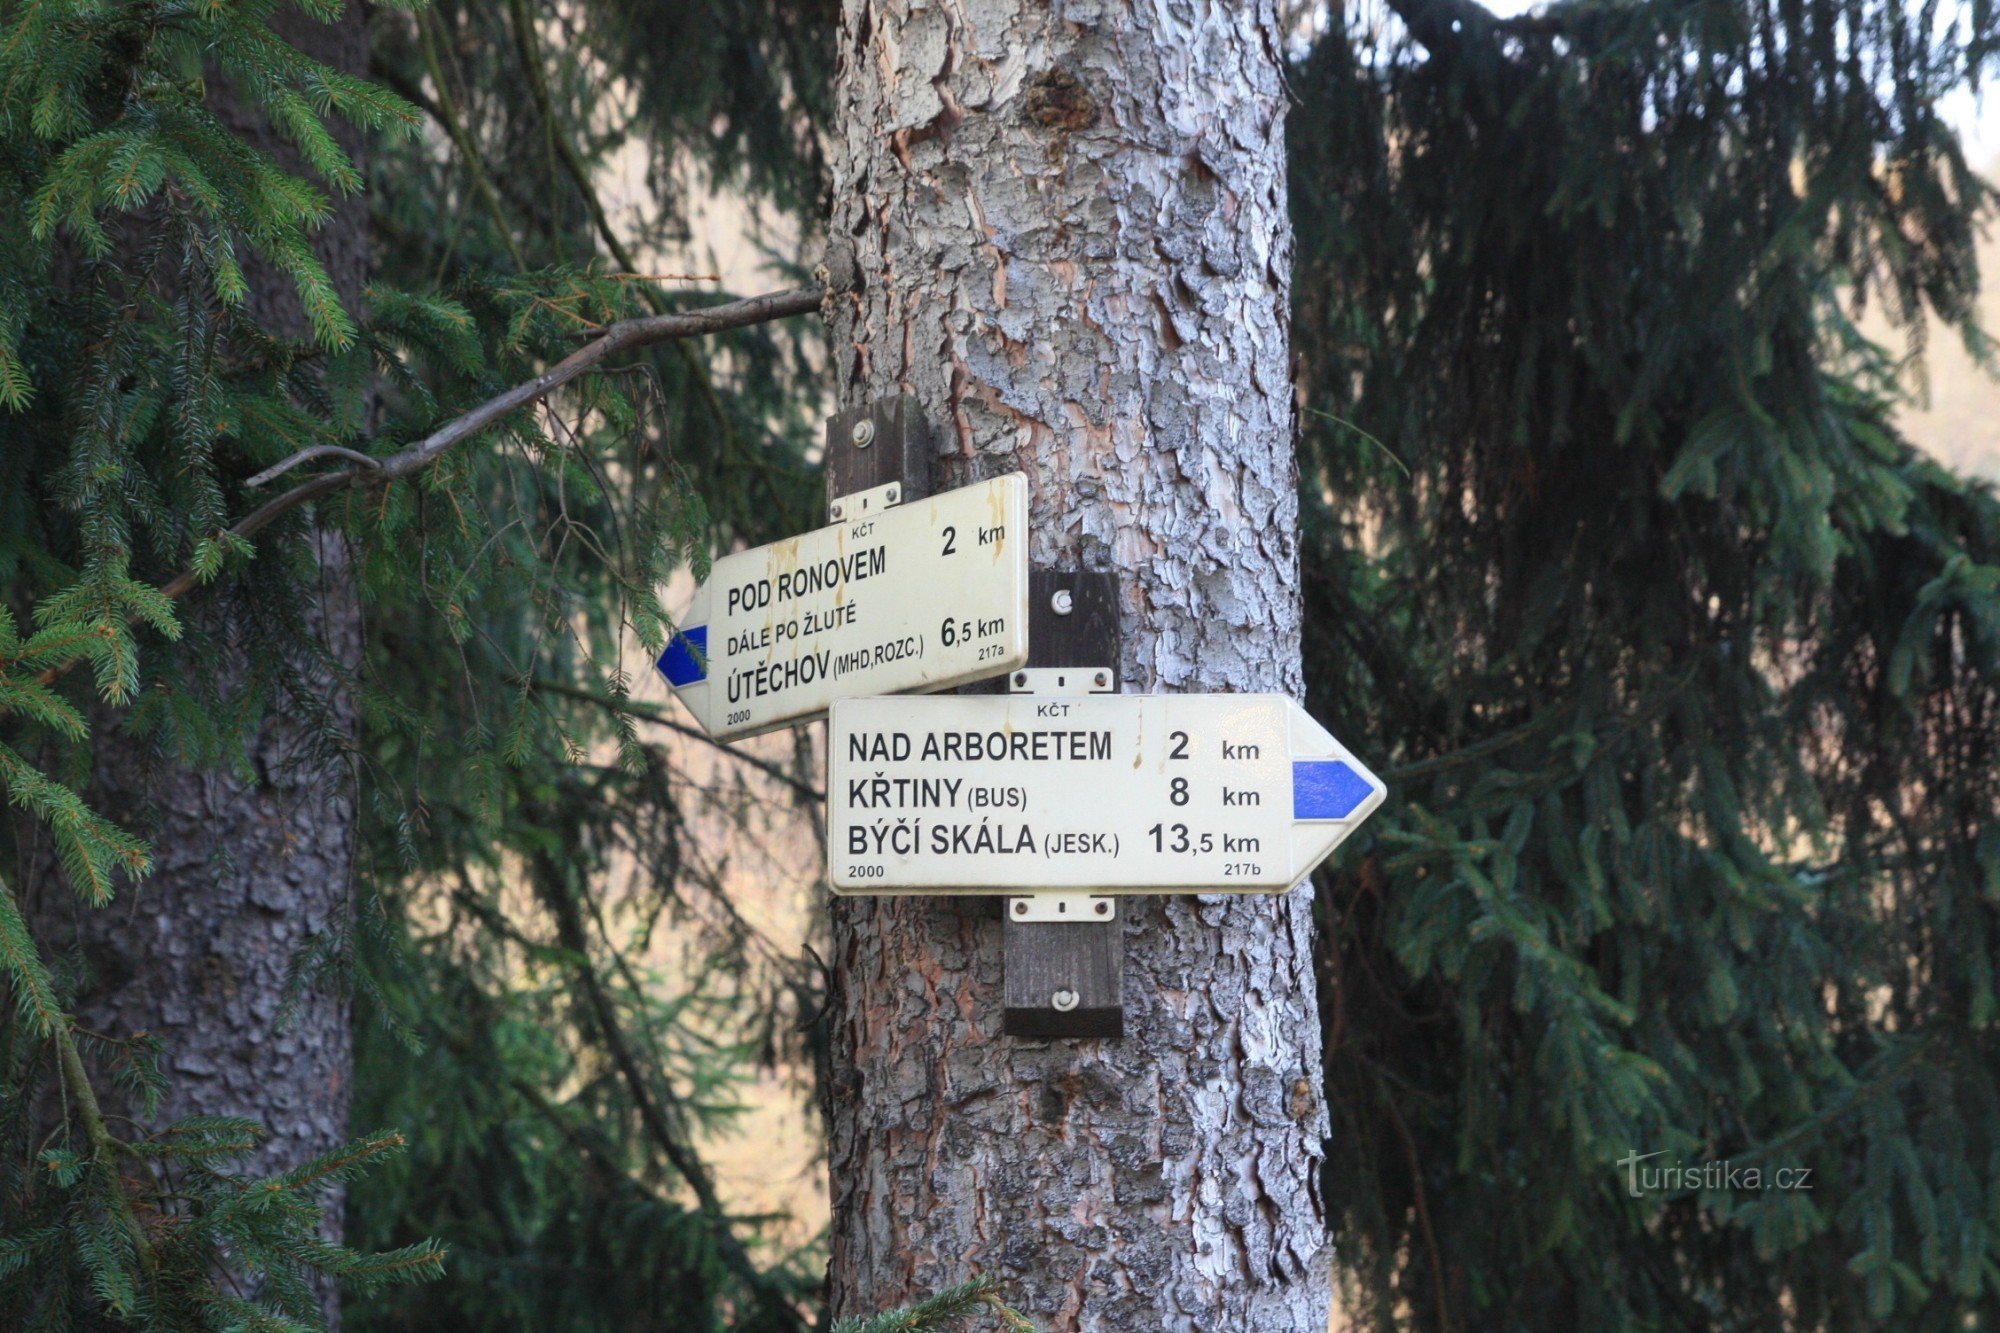 KČT
POD RONOVEM 2 km
DÁLE PO ŽLUTÉ
ÚTĚCHOV (MHD,ROZC.) 6,5 km
2000 217a
KČT
NAD ARBORETEM 2 km
KŘTINY (BUS) 8 km
BÝČÍ SKÁLA (JESK.) 13,5 km
2000 217b
Turistika.cz